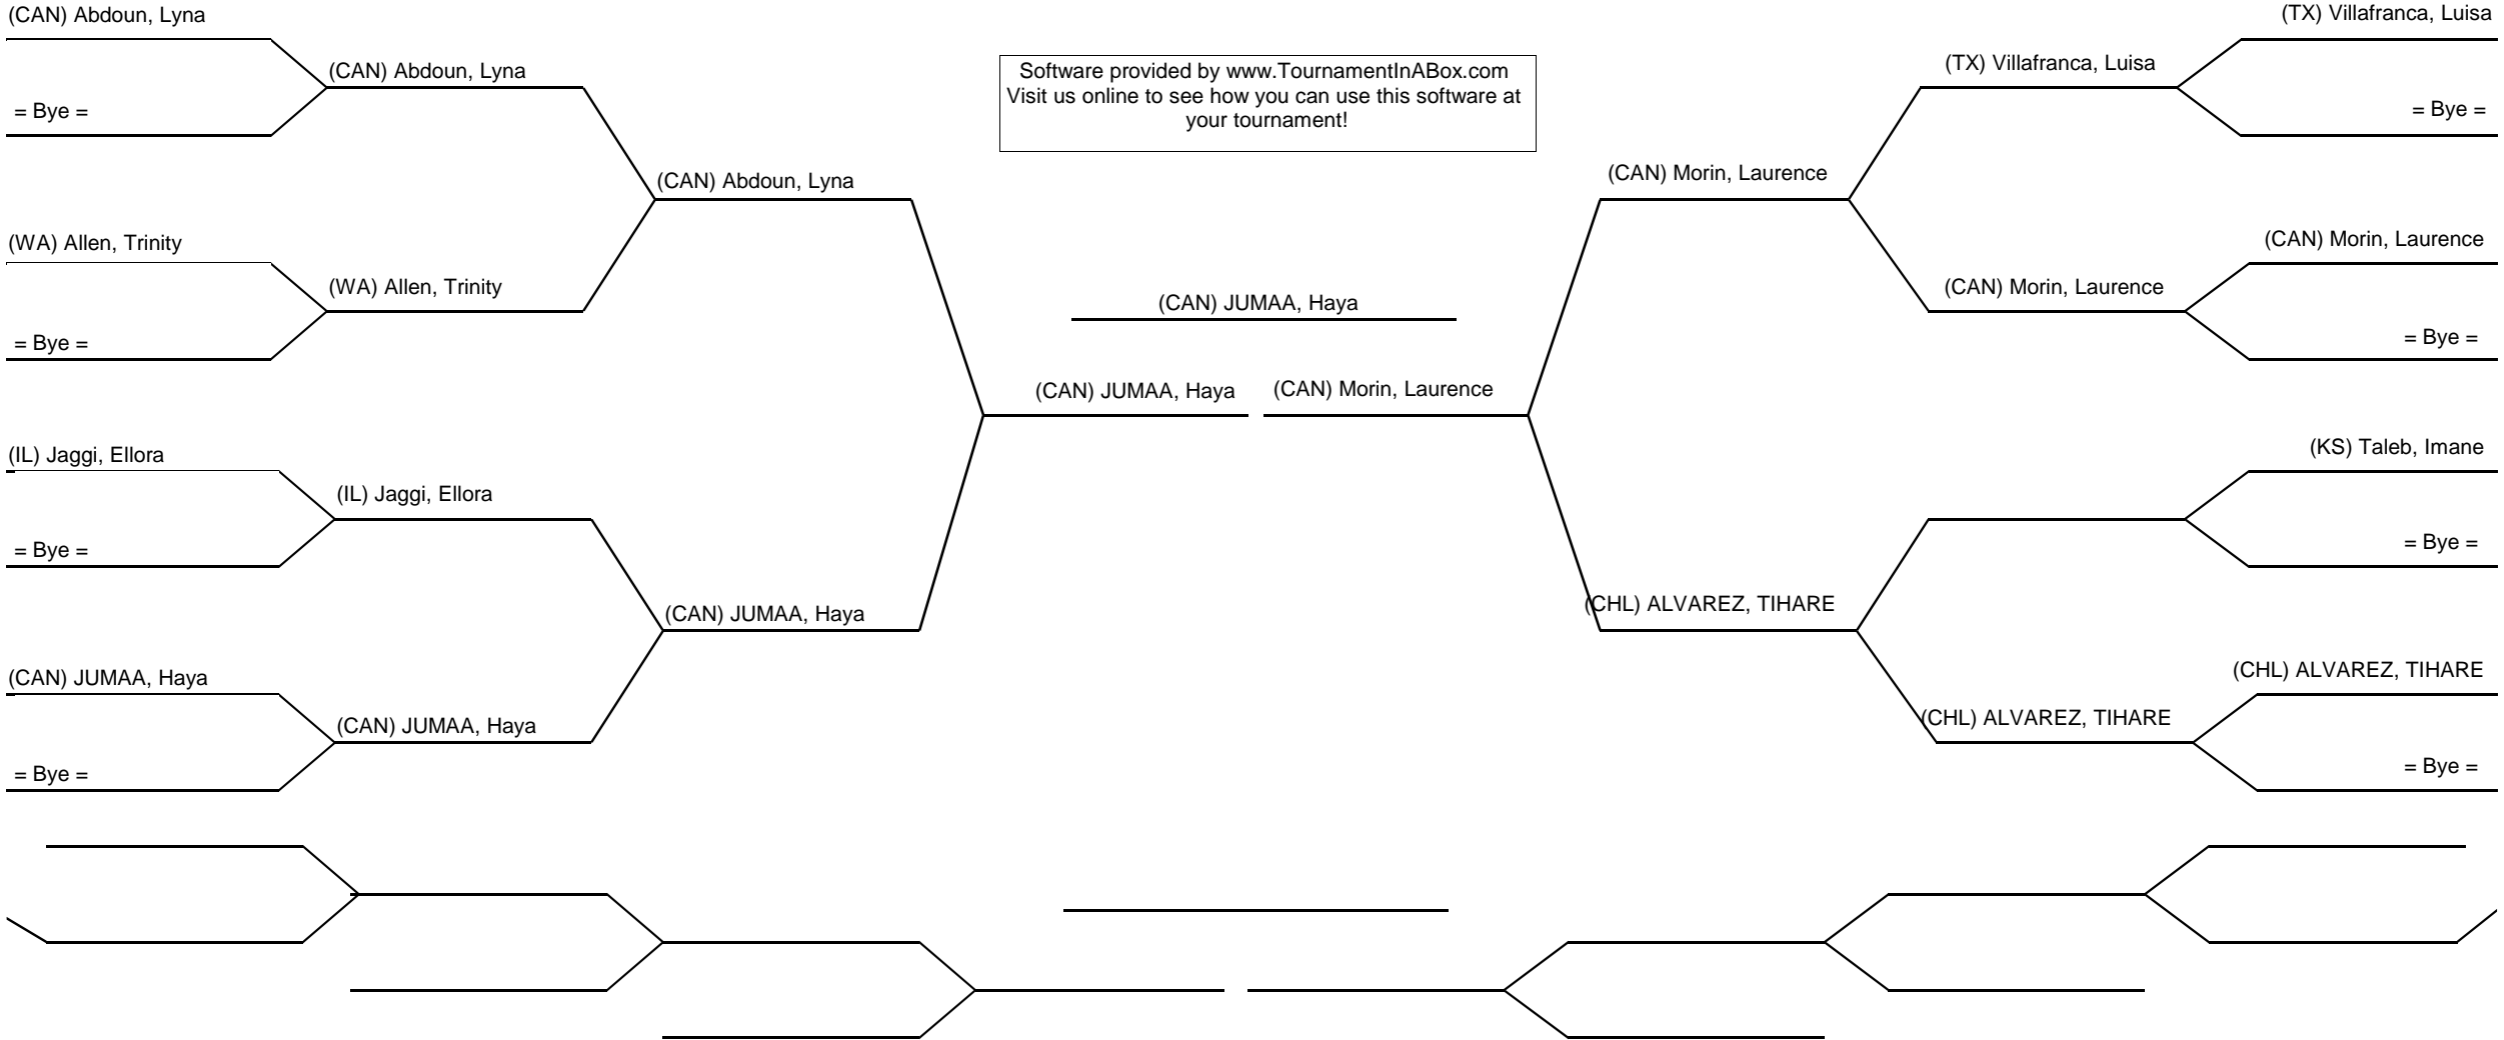 (CAN) Abdoun, Lyna
= Bye =
(WA) Allen, Trinity
= Bye =
(IL) Jaggi, Ellora
= Bye =
(CAN) JUMAA, Haya
= Bye =
(CAN) Abdoun, Lyna
(WA) Allen, Trinity
(IL) Jaggi, Ellora
(CAN) JUMAA, Haya
(CAN) Abdoun, Lyna
(CAN) JUMAA, Haya
Software provided by www.TournamentInABox.com
Visit us online to see how you can use this software at
your tournament!
(CAN) JUMAA, Haya
(CAN) JUMAA, Haya
(CAN) Morin, Laurence
(CAN) Morin, Laurence
(CHL) ALVAREZ, TIHARE
(TX) Villafranca, Luisa
(CAN) Morin, Laurence
(CHL) ALVAREZ, TIHARE
(TX) Villafranca, Luisa
= Bye =
(CAN) Morin, Laurence
= Bye =
(KS) Taleb, Imane
= Bye =
(CHL) ALVAREZ, TIHARE
= Bye =